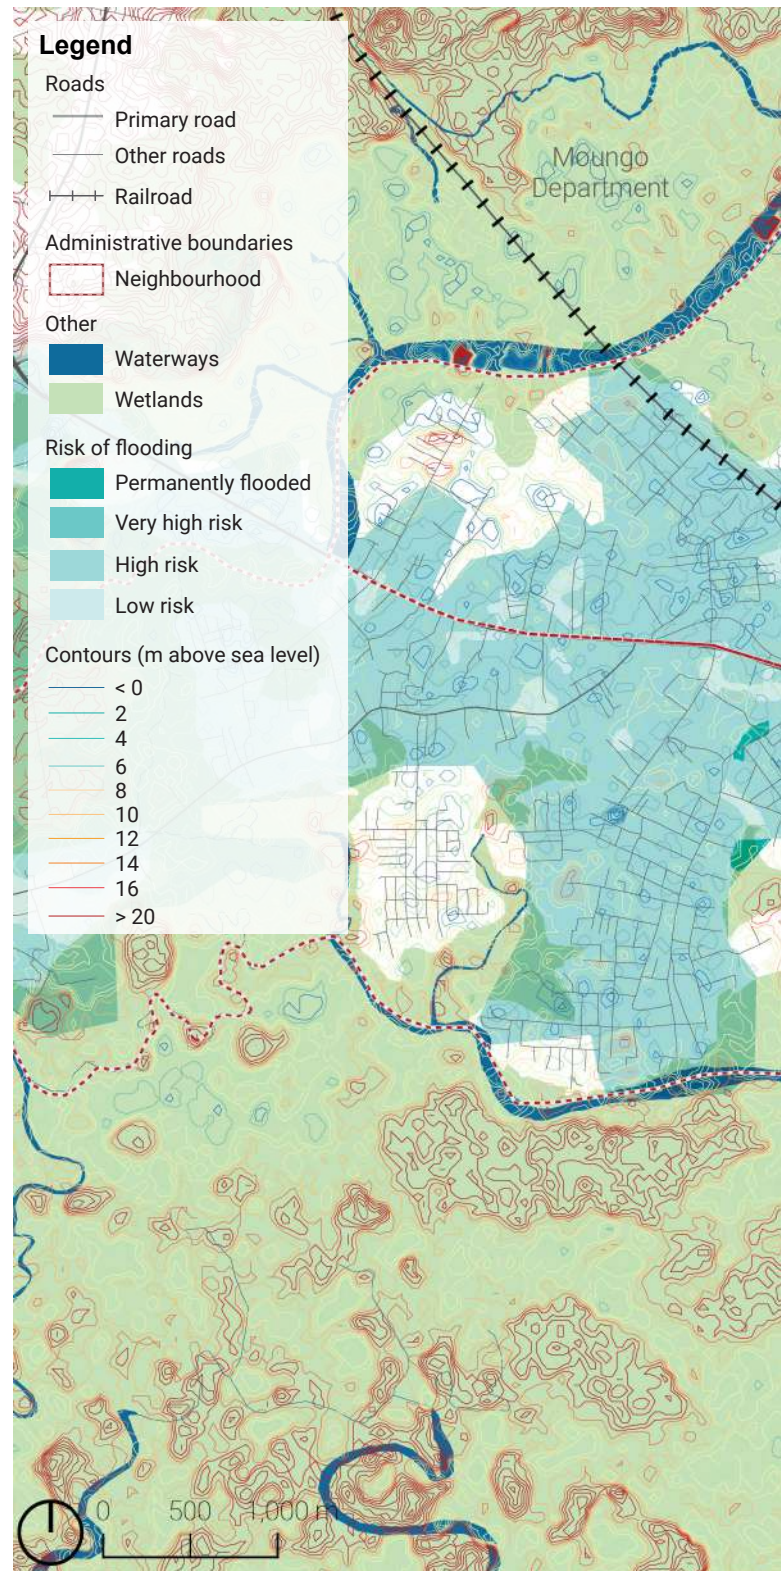 Legend
Roads
Primary road
Other roads
Railroad
Administrative boundaries
Neighbourhood
Other
Waterways
Wetlands
Risk of flooding
Permanently flooded
Very high risk
High risk
Low risk
Contours (m above sea level)
< 0
2
4
6
8
10
12
14
16
> 20
Moungo
Department
0 500 1,000 m